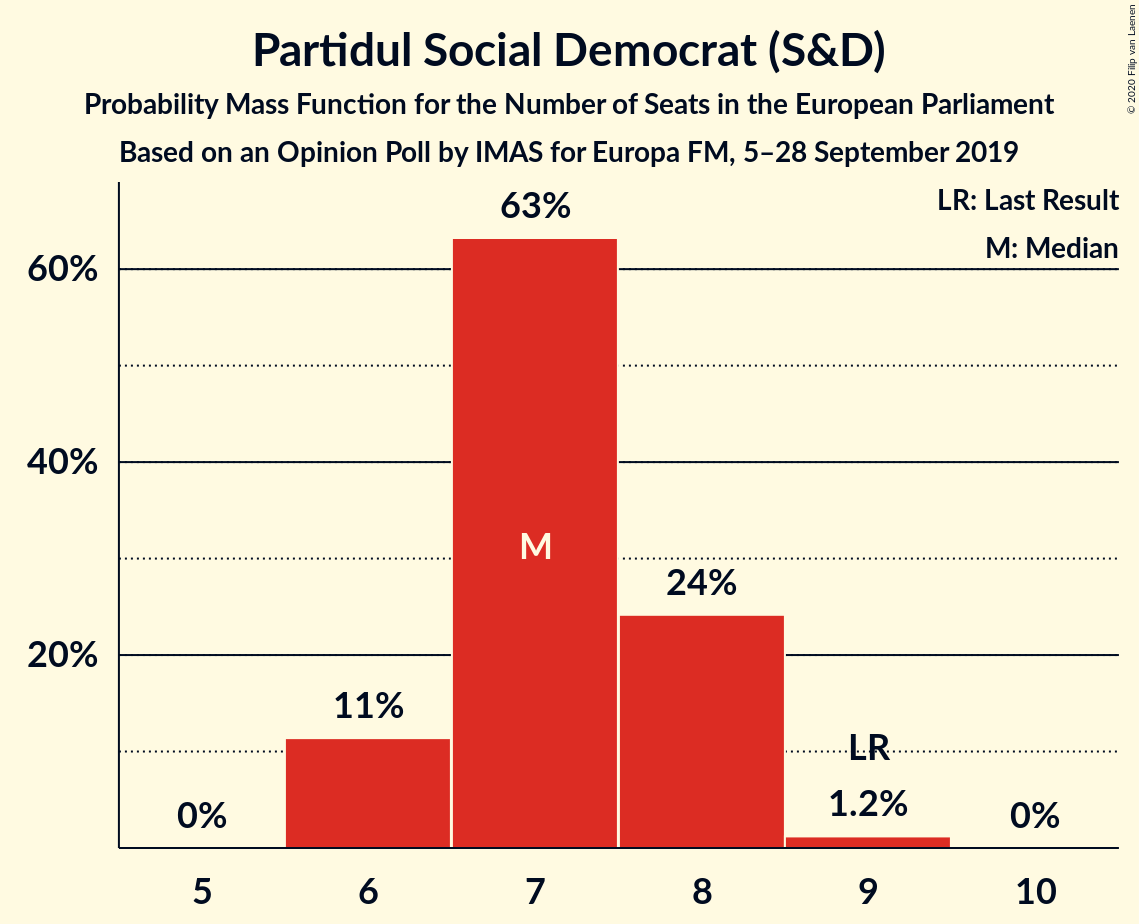 Partidul Social Democrat (S&D)
Probability Mass Function for the Number of Seats in the European Parliament
Based on an Opinion Poll by IMAS for Europa FM, 5–28 September 2019
© 2020 Filip van Laenen
LR: Last Result
M: Median
63%
60%
40%
M
24%
20%
11%
LR
1.2%
0%
0%
5
6
7
8
9
10